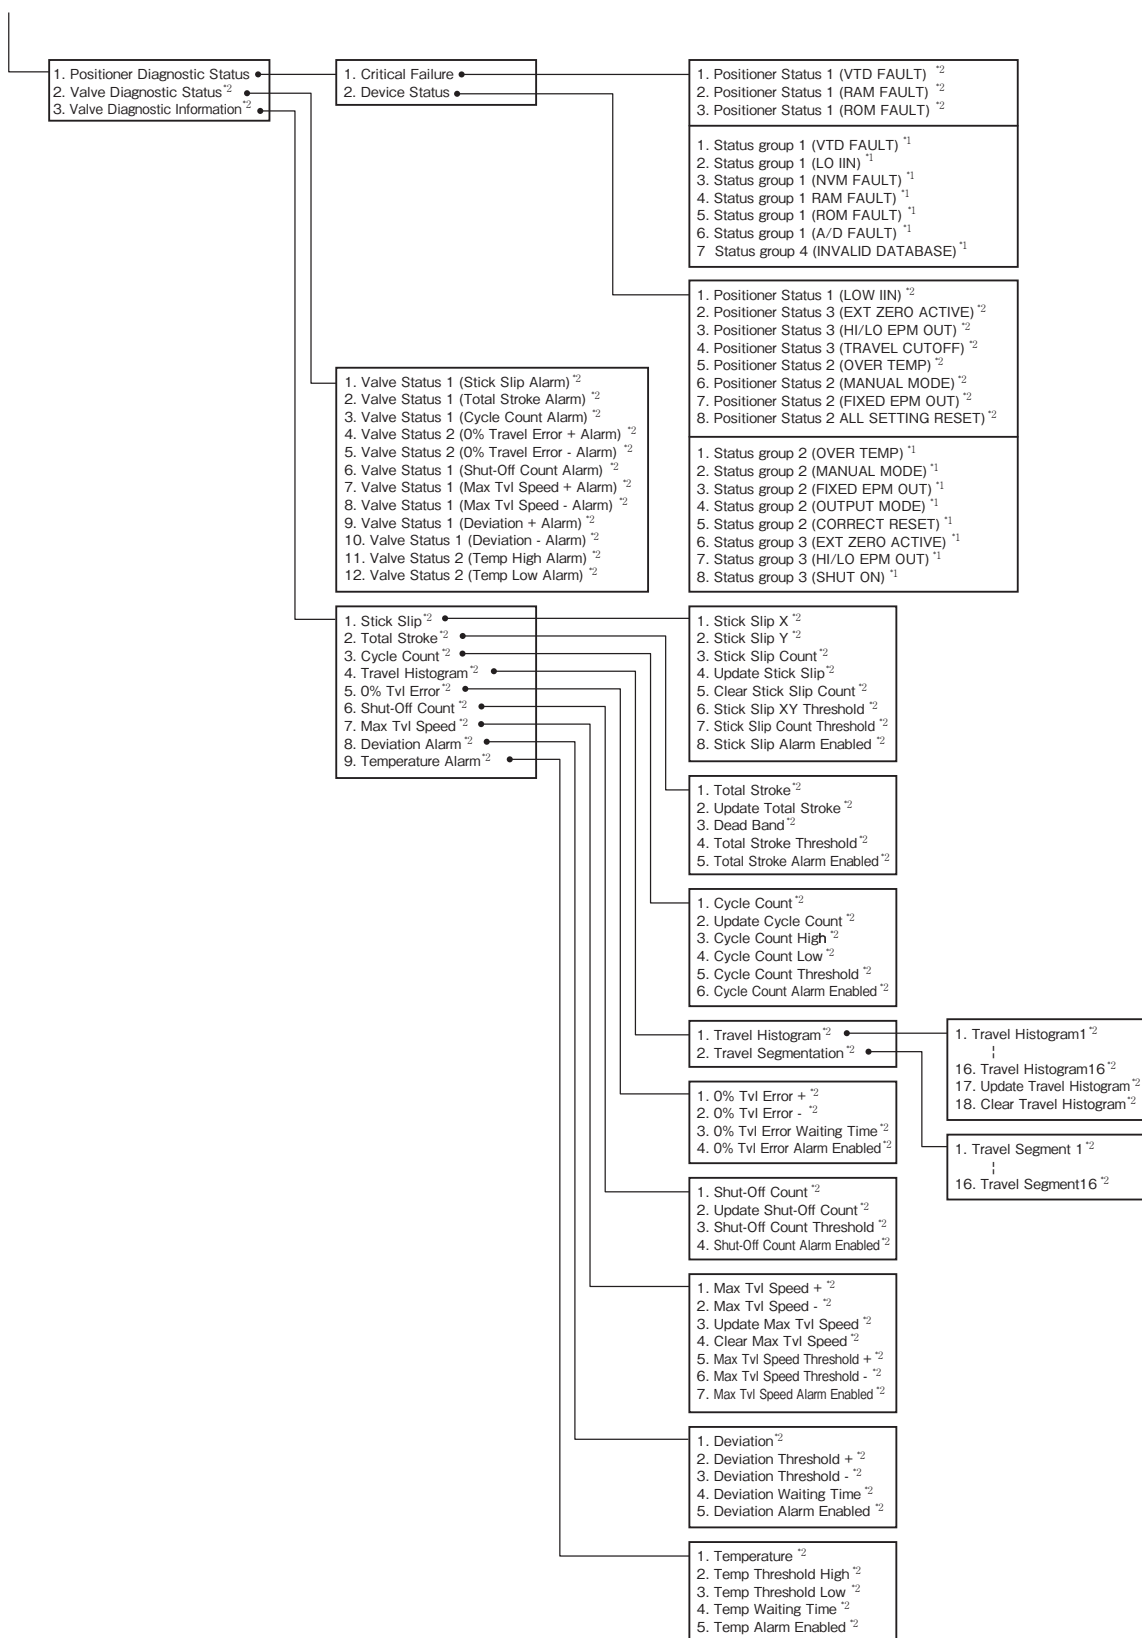 1. Positioner Diagnostic Status
2. Valve Diagnostic Status*2
3. Valve Diagnostic Information*2
1. Critical Failure
2. Device Status
1. Positioner Status 1 (VTD FAULT) *2
2. Positioner Status 1 (RAM FAULT) *2
3. Positioner Status 1 (ROM FAULT) *2
1. Status group 1 (VTD FAULT) *1
2. Status group 1 (LO IIN) *1
3. Status group 1 (NVM FAULT) *1
4. Status group 1 RAM FAULT) *1
5. Status group 1 (ROM FAULT) *1
6. Status group 1 (A/D FAULT) *1
7 Status group 4 (INVALID DATABASE) *1
1. Positioner Status 1 (LOW IIN) *2
2. Positioner Status 3 (EXT ZERO ACTIVE) *2
3. Positioner Status 3 (HI/LO EPM OUT) *2
4. Positioner Status 3 (TRAVEL CUTOFF) *2
5. Positioner Status 2 (OVER TEMP) *2
6. Positioner Status 2 (MANUAL MODE) *2
7. Positioner Status 2 (FIXED EPM OUT) *2
8. Positioner Status 2 ALL SETTING RESET) *2
1. Status group 2 (OVER TEMP) *1
2. Status group 2 (MANUAL MODE) *1
3. Status group 2 (FIXED EPM OUT) *1
4. Status group 2 (OUTPUT MODE) *1
5. Status group 2 (CORRECT RESET) *1
6. Status group 3 (EXT ZERO ACTIVE) *1
7. Status group 3 (HI/LO EPM OUT) *1
8. Status group 3 (SHUT ON) *1
1. Valve Status 1 (Stick Slip Alarm) *2
2. Valve Status 1 (Total Stroke Alarm) *2
3. Valve Status 1 (Cycle Count Alarm) *2
4. Valve Status 2 (0% Travel Error + Alarm) *2
5. Valve Status 2 (0% Travel Error - Alarm) *2
6. Valve Status 1 (Shut-Off Count Alarm) *2
7. Valve Status 1 (Max Tvl Speed + Alarm) *2
8. Valve Status 1 (Max Tvl Speed - Alarm) *2
9. Valve Status 1 (Deviation + Alarm) *2
10. Valve Status 1 (Deviation - Alarm) *2
11. Valve Status 2 (Temp High Alarm) *2
12. Valve Status 2 (Temp Low Alarm) *2
1. Stick Slip*2
2. Total Stroke*2
3. Cycle Count*2
4. Travel Histogram*2
5. 0% Tvl Error*2
6. Shut-Off Count*2
7. Max Tvl Speed*2
8. Deviation Alarm*2
9. Temperature Alarm*2
1. Stick Slip X *2
2. Stick Slip Y *2
3. Stick Slip Count*2
4. Update Stick Slip*2
5. Clear Stick Slip Count*2
6. Stick Slip XY Threshold*2
7. Stick Slip Count Threshold*2
8. Stick Slip Alarm Enabled*2
1. Total Stroke*2
2. Update Total Stroke*2
3. Dead Band*2
4. Total Stroke Threshold*2
5. Total Stroke Alarm Enabled*2
1. Cycle Count*2
2. Update Cycle Count*2
3. Cycle Count High*2
4. Cycle Count Low*2
5. Cycle Count Threshold*2
6. Cycle Count Alarm Enabled*2
1. Travel Histogram*2
2. Travel Segmentation*2
1. Travel Histogram1*2
16. Travel Histogram16*2
17. Update Travel Histogram*2
18. Clear Travel Histogram*2
1. Travel Segment 1*2
16. Travel Segment16*2
1. 0% Tvl Error + *2
2. 0% Tvl Error - *2
3. 0% Tvl Error Waiting Time*2
4. 0% Tvl Error Alarm Enabled*2
1. Shut-Off Count*2
2. Update Shut-Off Count*2
3. Shut-Off Count Threshold*2
4. Shut-Off Count Alarm Enabled*2
1. Max Tvl Speed + *2
2. Max Tvl Speed - *2
3. Update Max Tvl Speed*2
4. Clear Max Tvl Speed*2
5. Max Tvl Speed Threshold + *2
6. Max Tvl Speed Threshold - *2
7. Max Tvl Speed Alarm Enabled*2
1. Deviation*2
2. Deviation Threshold + *2
3. Deviation Threshold - *2
4. Deviation Waiting Time*2
5. Deviation Alarm Enabled*2
1. Temperature *2
2. Temp Threshold High*2
3. Temp Threshold Low*2
4. Temp Waiting Time*2
5. Temp Alarm Enabled*2